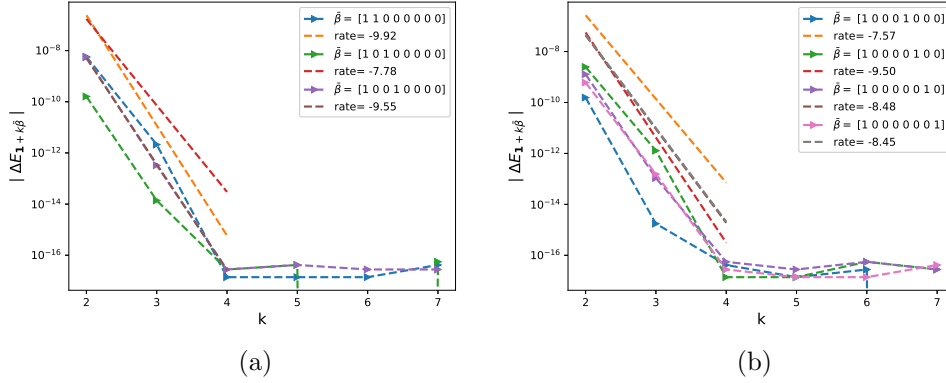 10⁻⁸
10⁻¹⁰
10⁻¹²
10⁻¹⁴
10⁻¹⁶
| ΔE₁ ₊ ₖβ̄ |
β̄ = [1 1 0 0 0 0 0 0]
rate= -9.92
β̄ = [1 0 1 0 0 0 0 0]
rate= -7.78
β̄ = [1 0 0 1 0 0 0 0]
rate= -9.55
2 3 4 5 6 7
k
(a)
10⁻⁸
10⁻¹⁰
10⁻¹²
10⁻¹⁴
10⁻¹⁶
| ΔE₁ ₊ ₖβ̄ |
β̄ = [1 0 0 0 1 0 0 0]
rate= -7.57
β̄ = [1 0 0 0 0 1 0 0]
rate= -9.50
β̄ = [1 0 0 0 0 0 1 0]
rate= -8.48
β̄ = [1 0 0 0 0 0 0 1]
rate= -8.45
2 3 4 5 6 7
k
(b)